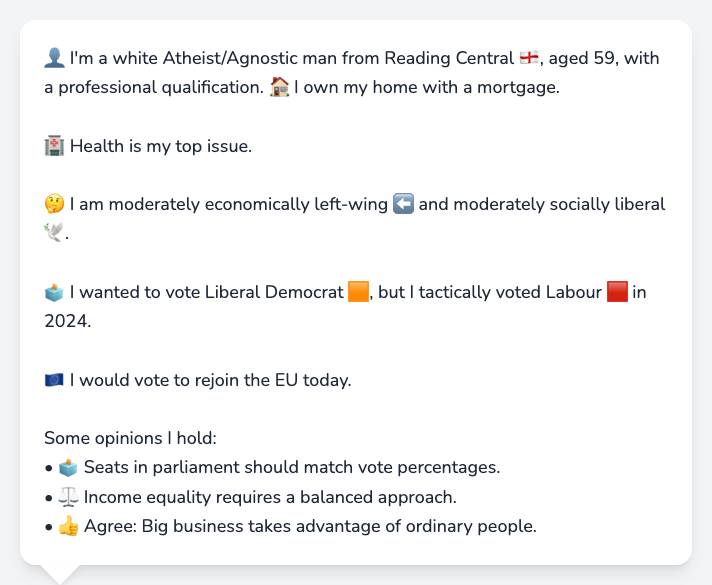 👤 I'm a white Atheist/Agnostic man from Reading Central 🏴󠁧󠁢󠁥󠁮󠁧󠁿, aged 59, with
a professional qualification. 🏠 I own my home with a mortgage.
🏥 Health is my top issue.
🤔 I am moderately economically left-wing ⬅️ and moderately socially liberal
🕊️.
🗳️ I wanted to vote Liberal Democrat 🟧, but I tactically voted Labour 🟥 in
2024.
🇪🇺 I would vote to rejoin the EU today.
Some opinions I hold:
• 🗳️ Seats in parliament should match vote percentages.
• ⚖️ Income equality requires a balanced approach.
• 👍 Agree: Big business takes advantage of ordinary people.